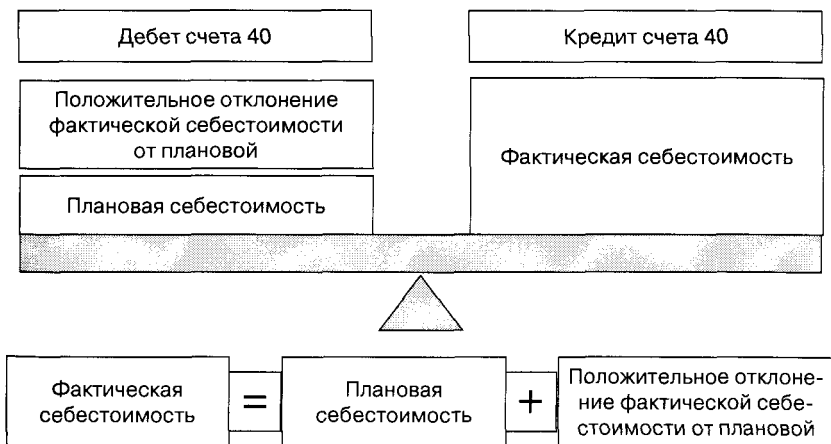 Дебет счета 40
Кредит счета 40
Положительное отклонение
фактической себестоимости
от плановой
Плановая себестоимость
Фактическая себестоимость
Фактическая
себестоимость
=
Плановая
себестоимость
+
Положительное отклоне-
ние фактической себе-
стоимости от плановой